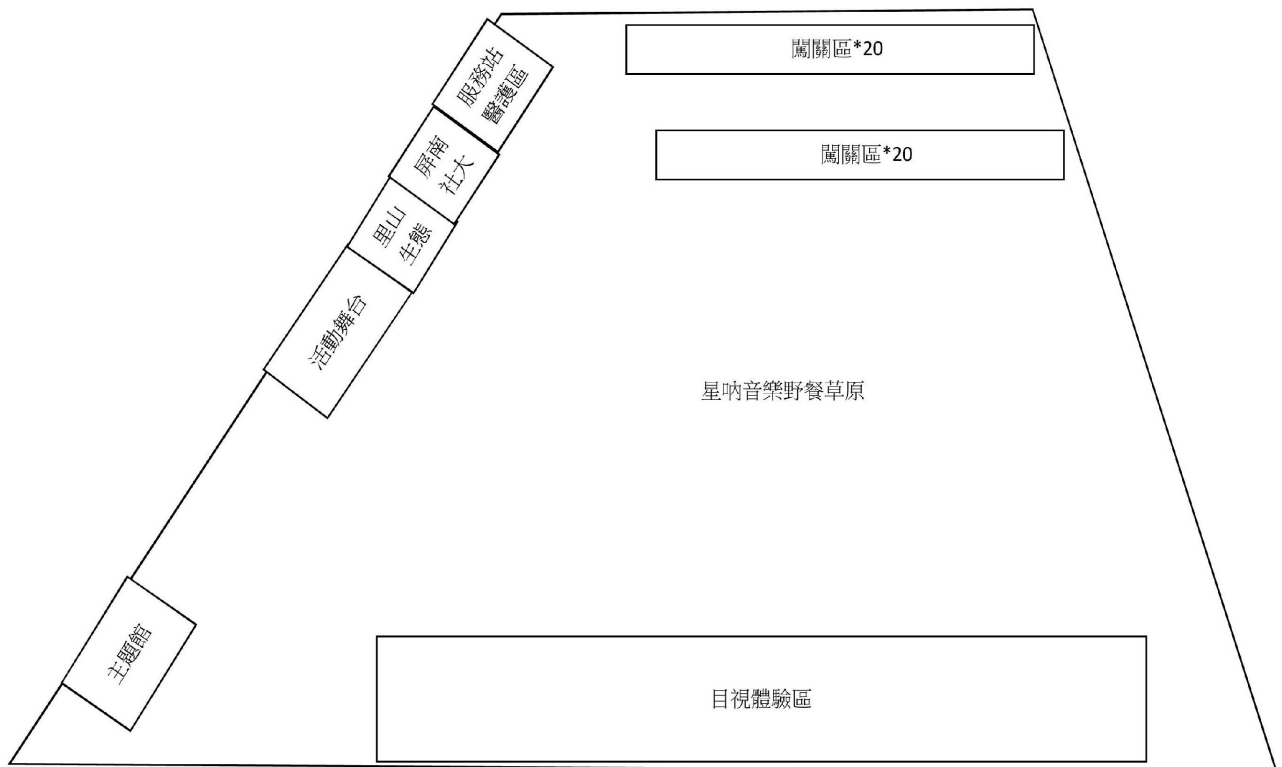 服務站
醫護區
屏南
社大
里山
生態
活動舞台
主題館
闖關區*20
闖關區*20
星吶音樂野餐草原
目視體驗區